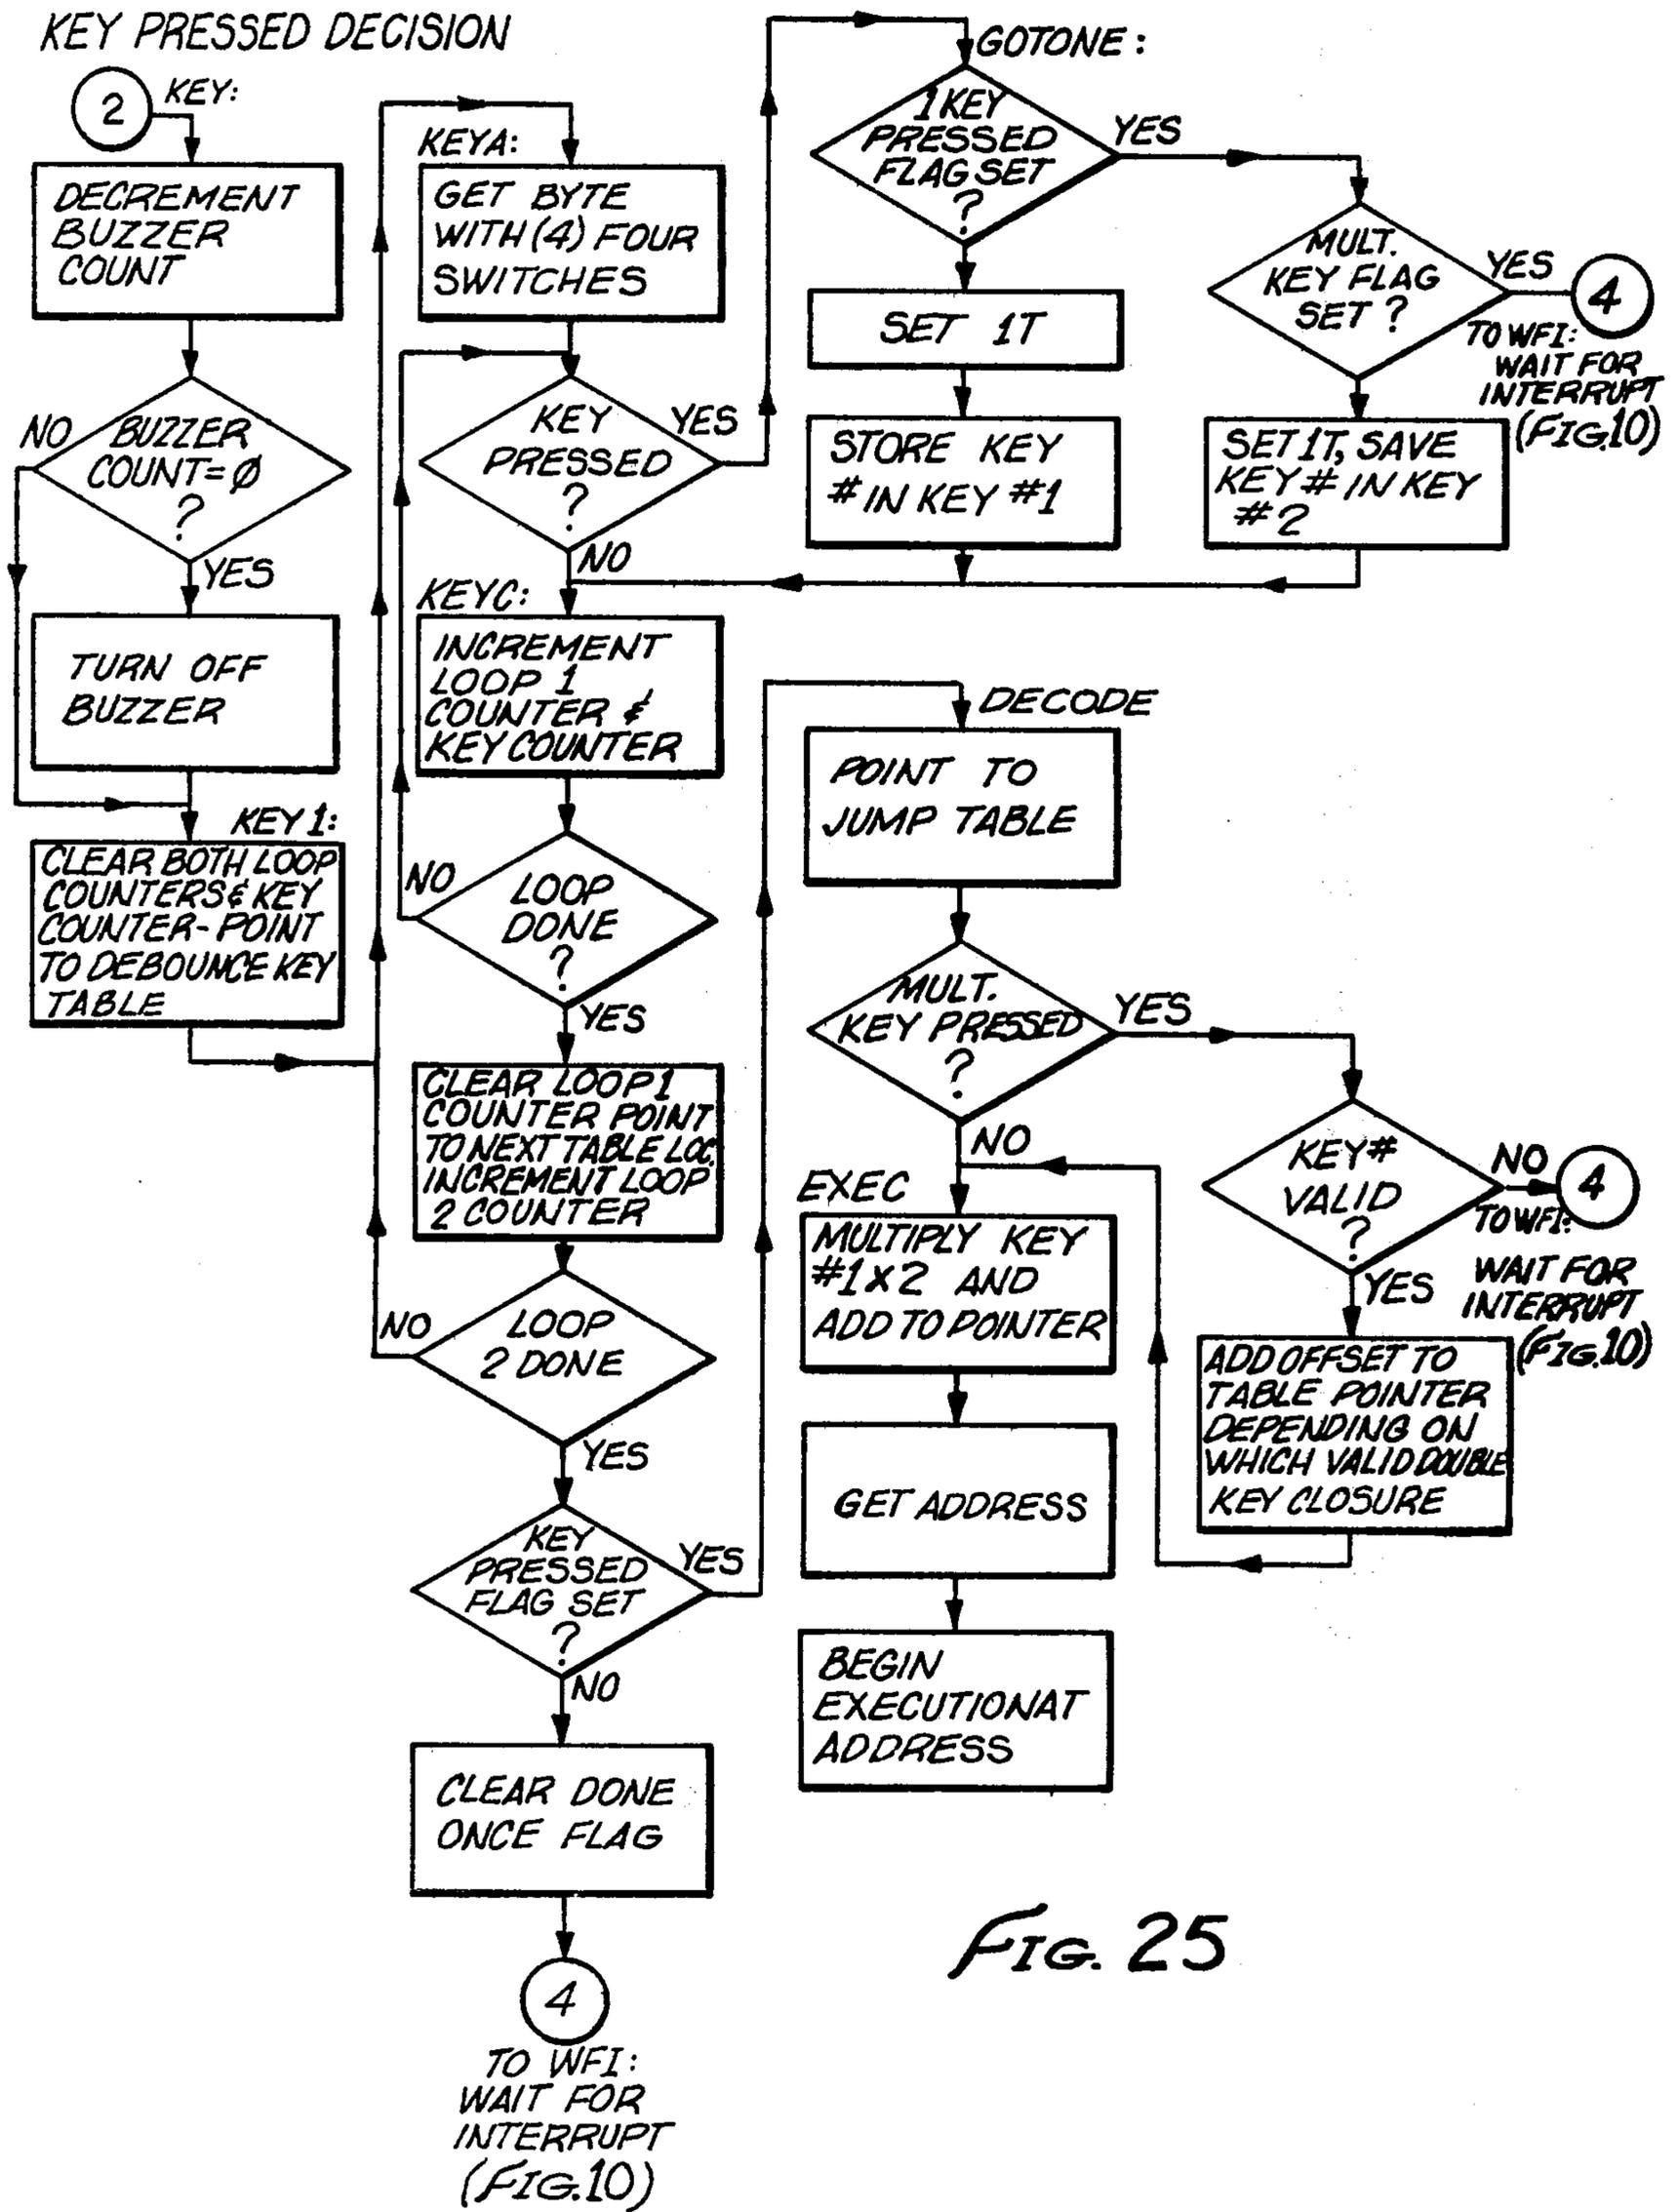 KEY PRESSED DECISION
2
KEY:
DECREMENT
BUZZER
COUNT
NO
BUZZER
COUNT=Ø
?
YES
TURN OFF
BUZZER
KEY 1:
CLEAR BOTH LOOP
COUNTERS & KEY
COUNTER-POINT
TO DEBOUNCE KEY
TABLE
KEYA:
GET BYTE
WITH (4) FOUR
SWITCHES
KEY
PRESSED
?
YES
NO
KEYC:
INCREMENT
LOOP 1
COUNTER &
KEY COUNTER
NO
LOOP
DONE
?
YES
CLEAR LOOP 1
COUNTER POINT
TO NEXT TABLE LOC.
INCREMENT LOOP
2 COUNTER
NO
LOOP
2 DONE
YES
KEY
PRESSED
FLAG SET
?
YES
NO
CLEAR DONE
ONCE FLAG
4
TO WFI:
WAIT FOR
INTERRUPT
(FIG.10)
GOTONE:
1 KEY
PRESSED
FLAG SET
?
YES
SET 1T
STORE KEY
# IN KEY #1
MULT.
KEY FLAG
SET ?
YES
4
TO WFI:
WAIT FOR
INTERRUPT
(FIG.10)
SET 1T, SAVE
KEY # IN KEY
#2
DECODE
POINT TO
JUMP TABLE
MULT.
KEY PRESSED
?
YES
NO
EXEC
MULTIPLY KEY
#1X2 AND
ADD TO POINTER
GET ADDRESS
BEGIN
EXECUTIONAT
ADDRESS
KEY#
VALID
?
NO
4
TO WFI:
WAIT FOR
INTERRUPT
(FIG.10)
YES
ADD OFFSET TO
TABLE POINTER
DEPENDING ON
WHICH VALID DOUBLE
KEY CLOSURE
FIG. 25